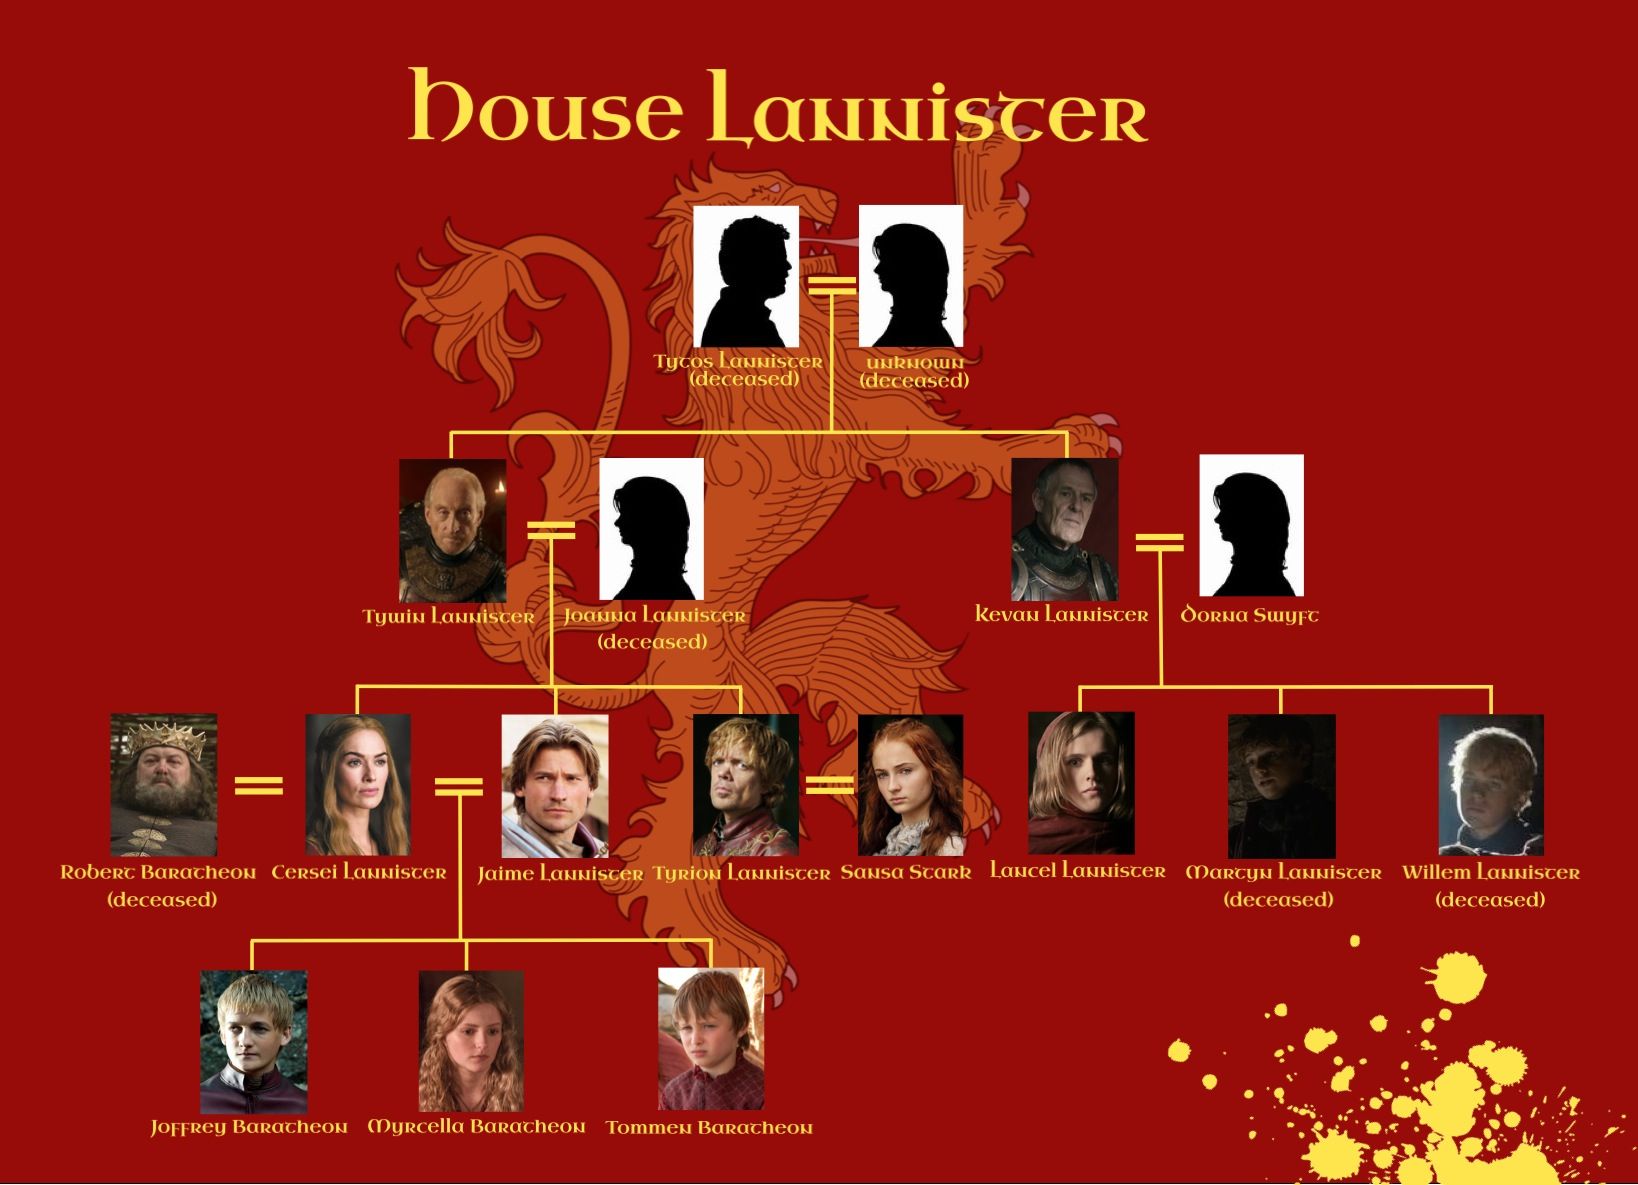 House Lannister
Tytos Lannister
(deceased)
unknown
(deceased)
Tywin Lannister
Joanna Lannister
(deceased)
Kevan Lannister
Dorna Swyft
Robert Baratheon
(deceased)
Cersei Lannister
Jaime Lannister
Tyrion Lannister
Sansa Stark
Lancel Lannister
Martyn Lannister
(deceased)
Willem Lannister
(deceased)
Joffrey Baratheon
Myrcella Baratheon
Tommen Baratheon